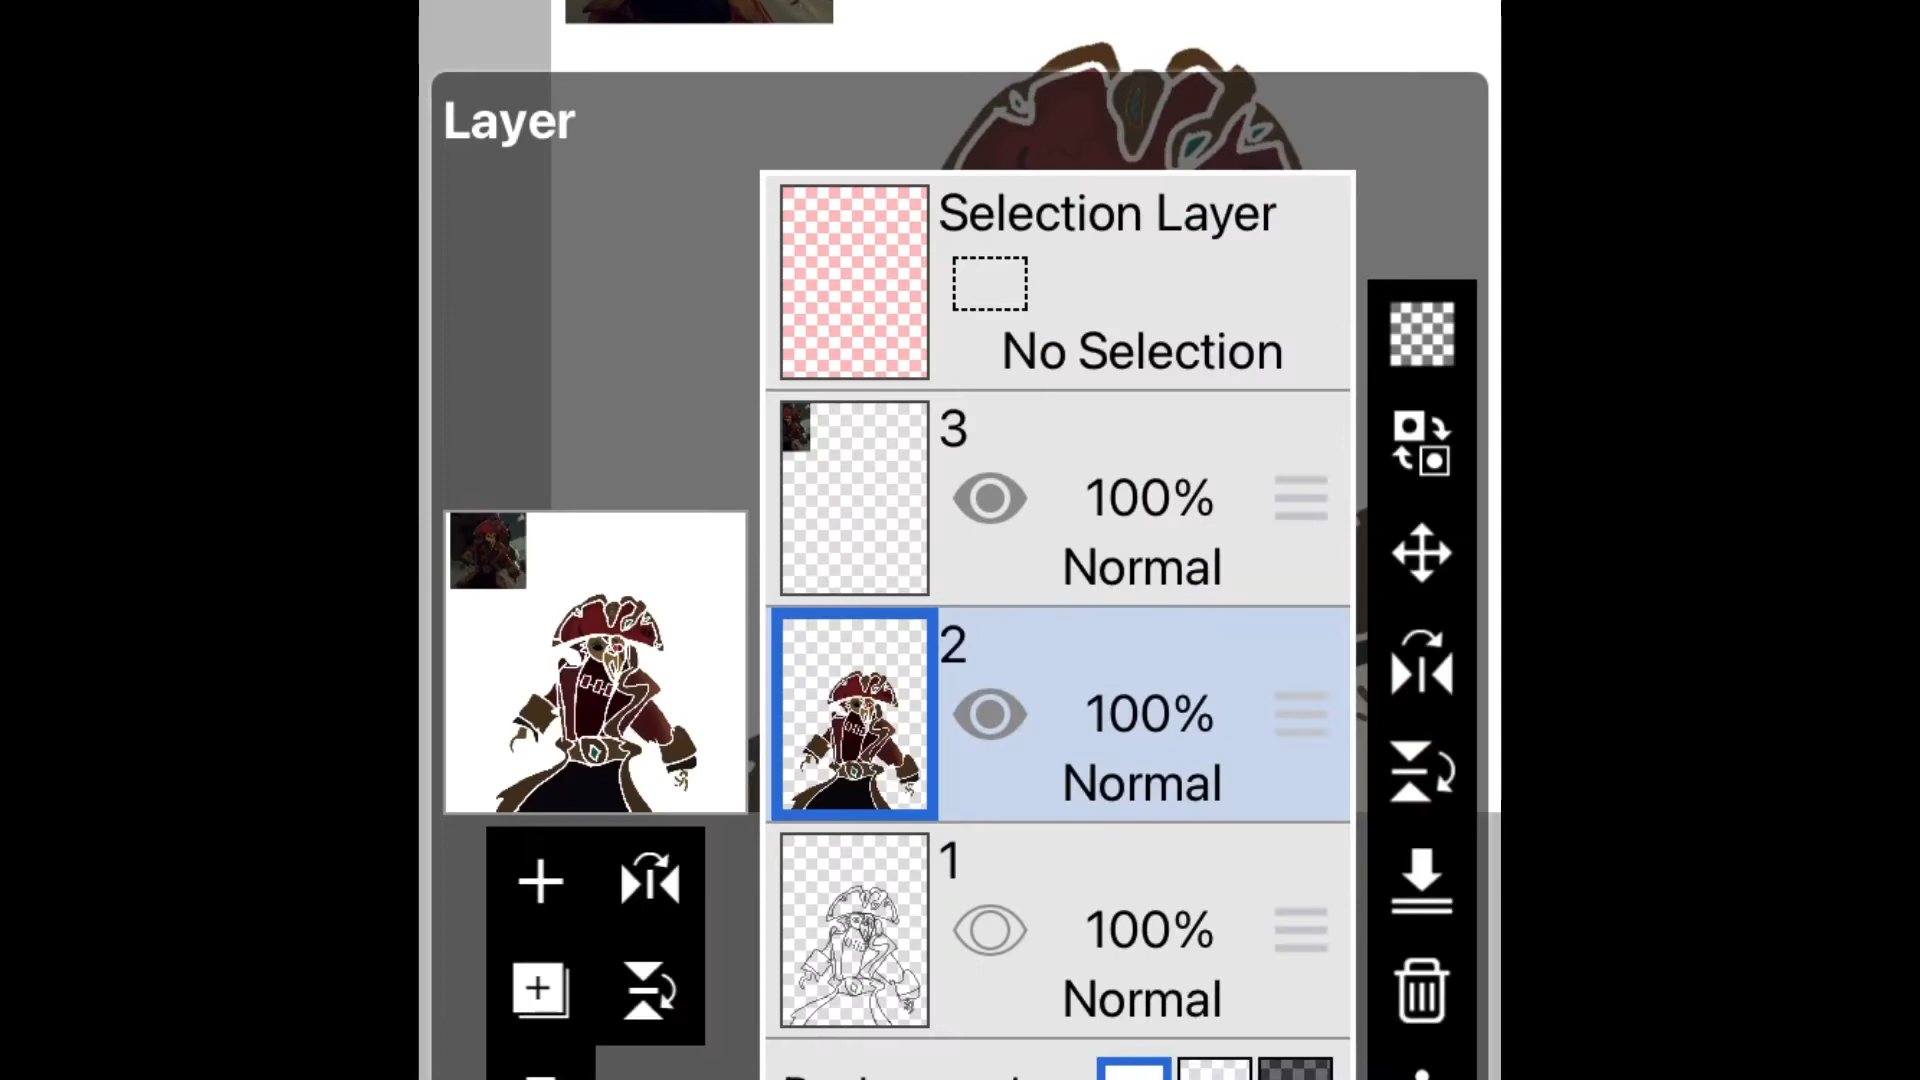 Layer
Selection Layer
No Selection
3
100%
Normal
2
100%
Normal
1
100%
Normal